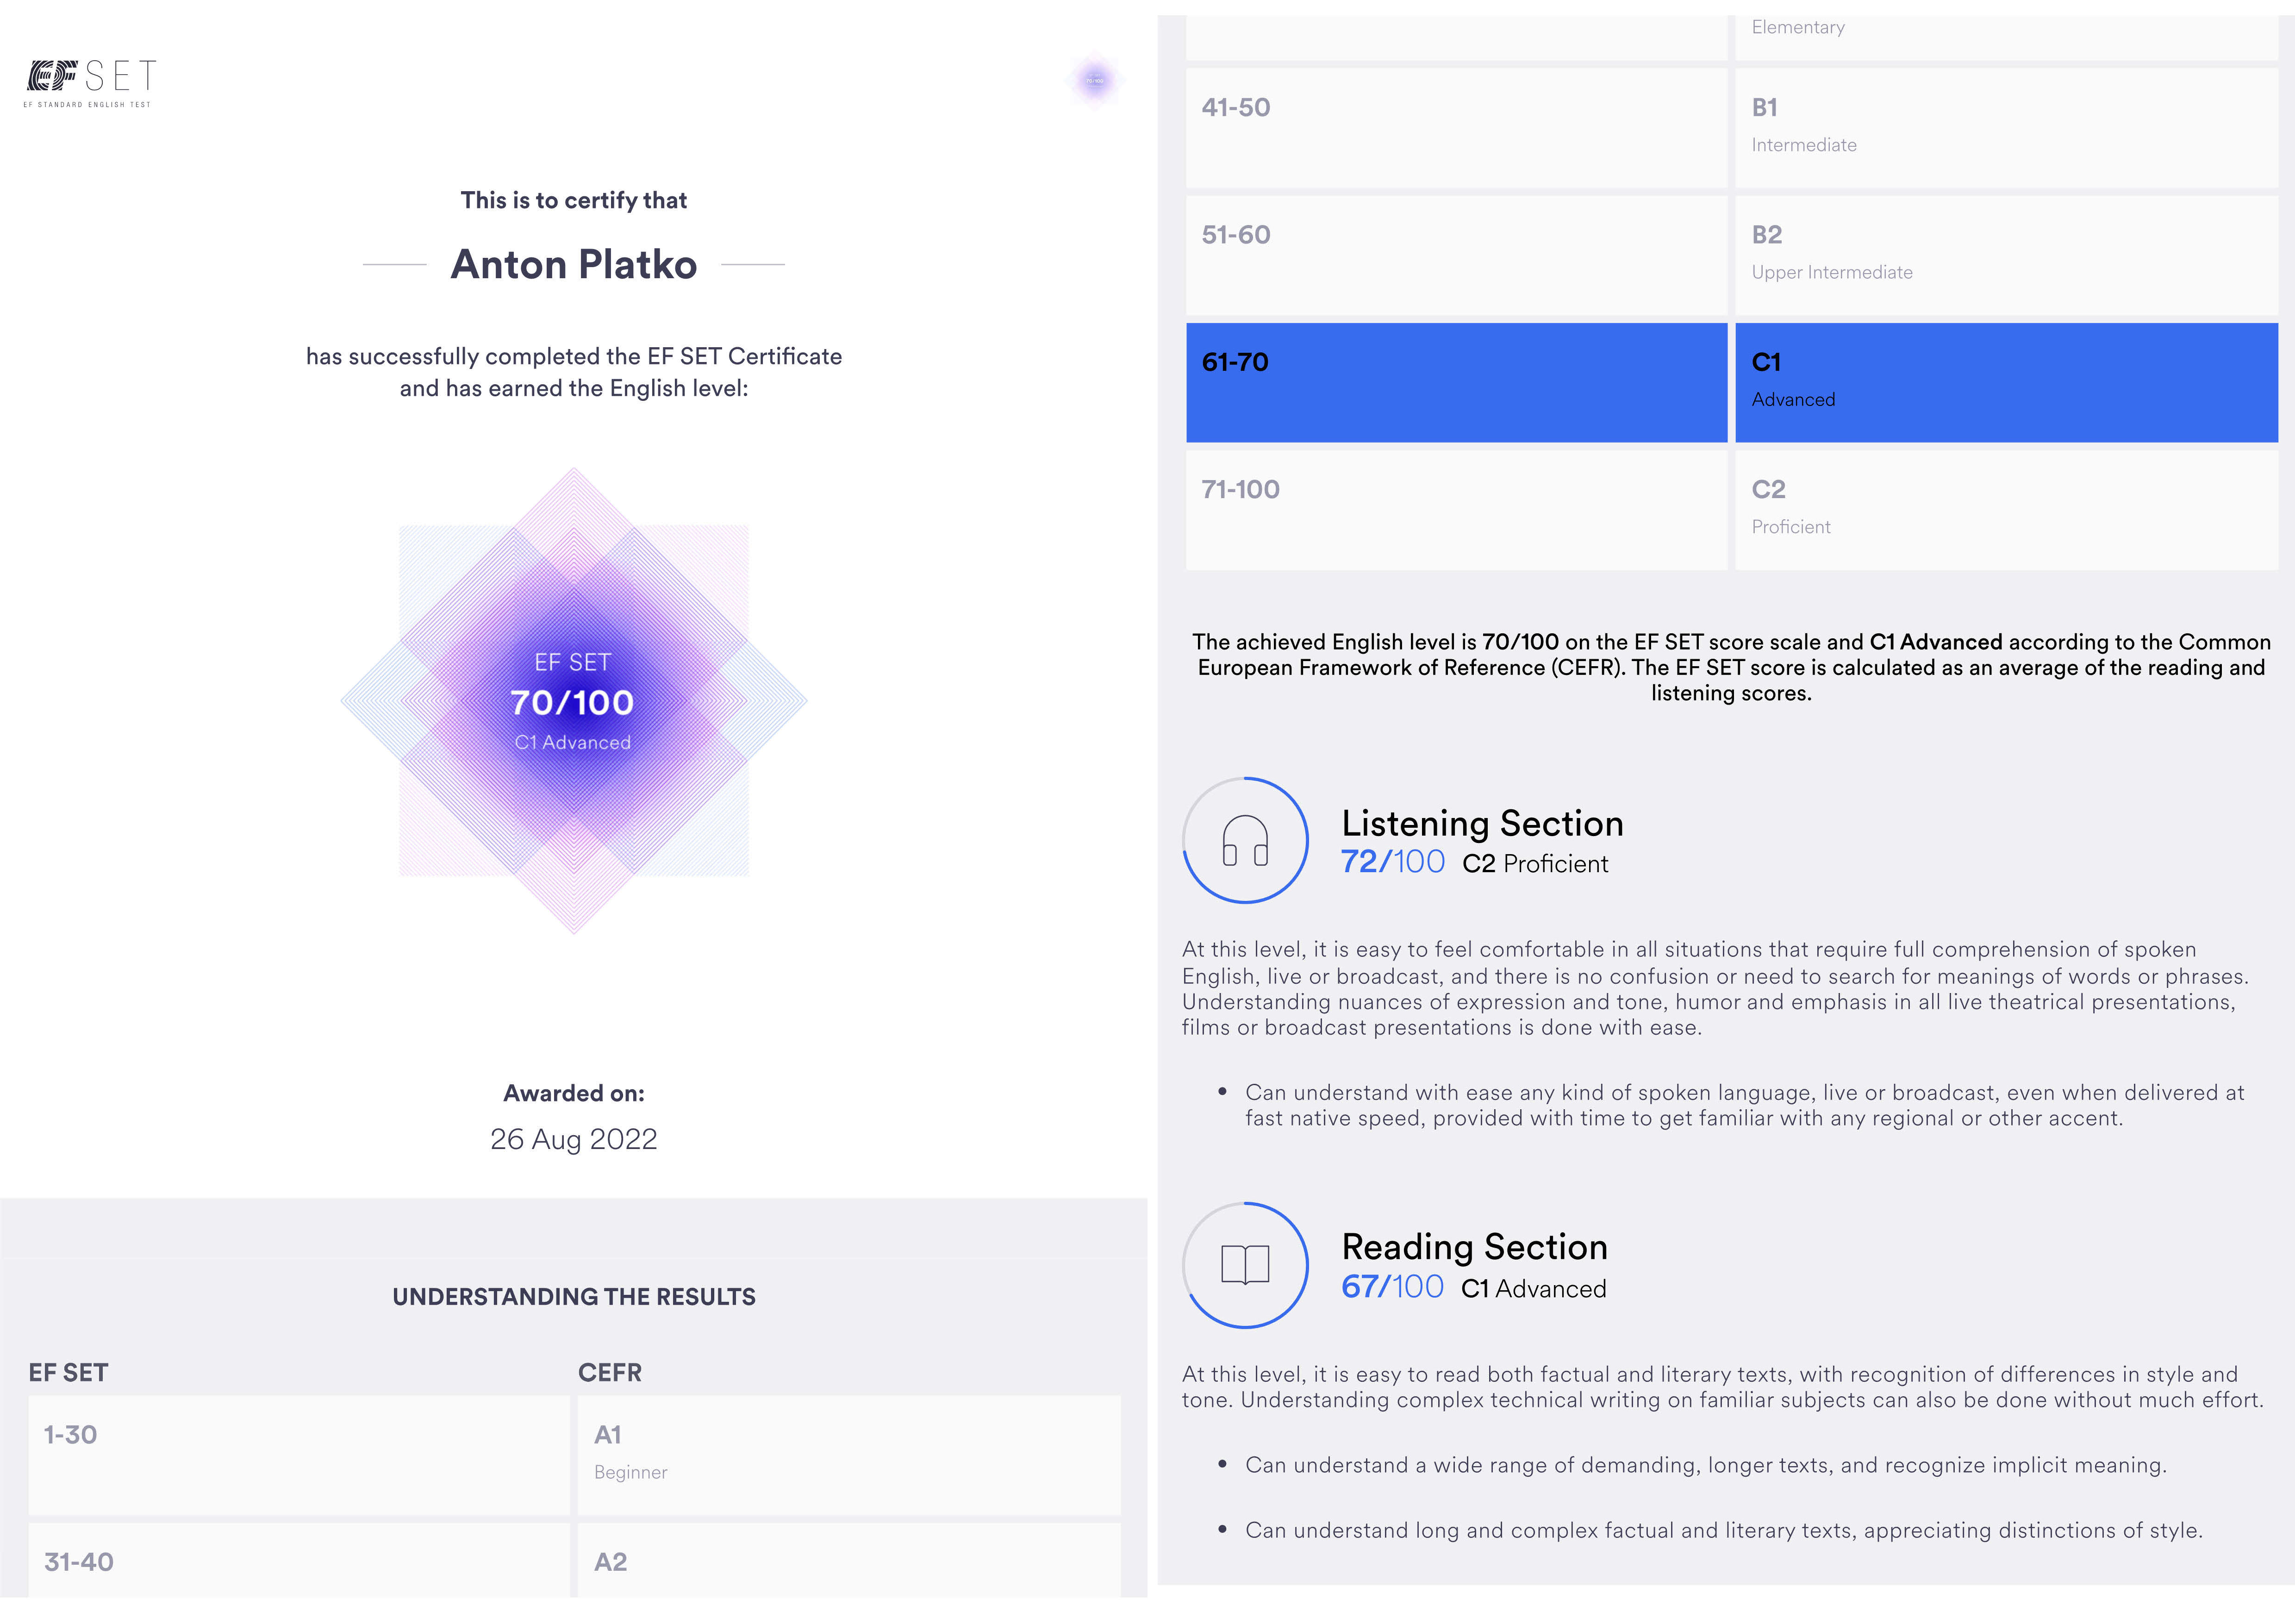 EF SET
EF STANDARD ENGLISH TEST
This is to certify that
Anton Platko
has successfully completed the EF SET Certificate
and has earned the English level:
EF SET
70/100
C1 Advanced
Awarded on:
26 Aug 2022
UNDERSTANDING THE RESULTS
EF SET CEFR
1-30 A1
Beginner
31-40 A2
Elementary
41-50 B1
Intermediate
51-60 B2
Upper Intermediate
61-70 C1
Advanced
71-100 C2
Proficient
The achieved English level is 70/100 on the EF SET score scale and C1 Advanced according to the Common
European Framework of Reference (CEFR). The EF SET score is calculated as an average of the reading and
listening scores.
Listening Section
72/100 C2 Proficient
At this level, it is easy to feel comfortable in all situations that require full comprehension of spoken
English, live or broadcast, and there is no confusion or need to search for meanings of words or phrases.
Understanding nuances of expression and tone, humor and emphasis in all live theatrical presentations,
films or broadcast presentations is done with ease.
• Can understand with ease any kind of spoken language, live or broadcast, even when delivered at
fast native speed, provided with time to get familiar with any regional or other accent.
Reading Section
67/100 C1 Advanced
At this level, it is easy to read both factual and literary texts, with recognition of differences in style and
tone. Understanding complex technical writing on familiar subjects can also be done without much effort.
• Can understand a wide range of demanding, longer texts, and recognize implicit meaning.
• Can understand long and complex factual and literary texts, appreciating distinctions of style.